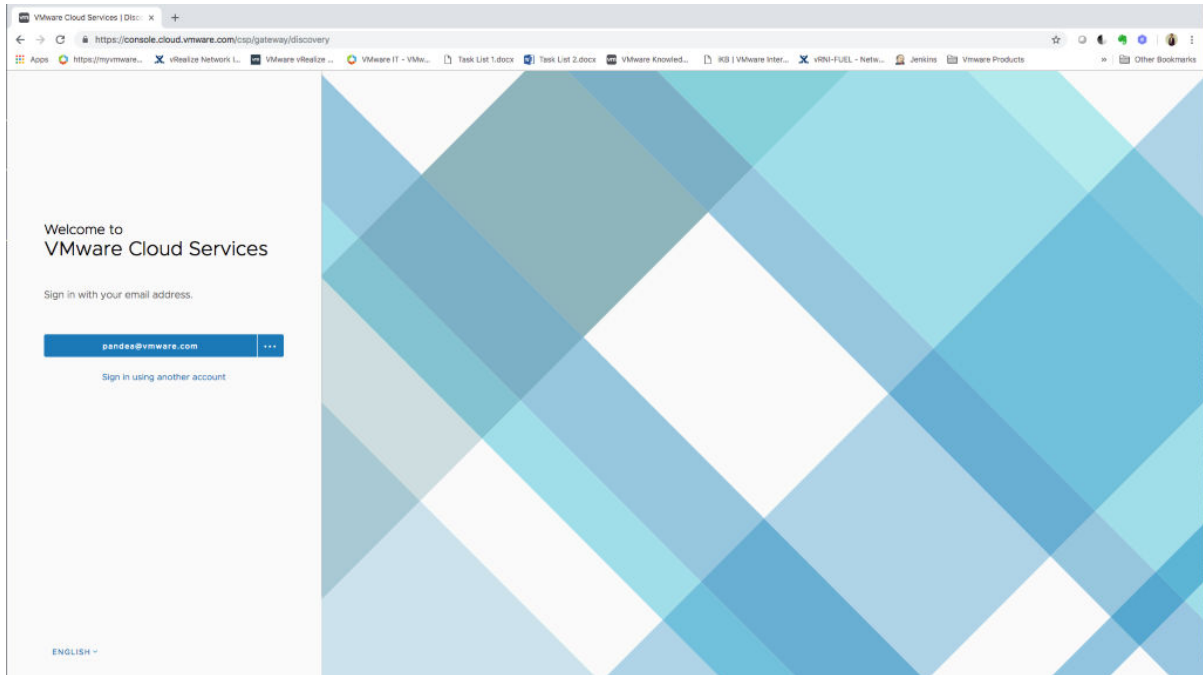 vm VMware Cloud Services | Disc
https://console.cloud.vmware.com/csp/gateway/discovery
Apps https://myvmware... vRealize Network I... VMware vRealize ... VMware IT - VMw... Task List 1.docx Task List 2.docx VMware Knowled... IKB | VMware Inter... vRNI-FUEL - Netw... Jenkins Vmware Products » Other Bookmarks
Welcome to
VMware Cloud Services
Sign in with your email address.
pandea@vmware.com ...
Sign in using another account
ENGLISH